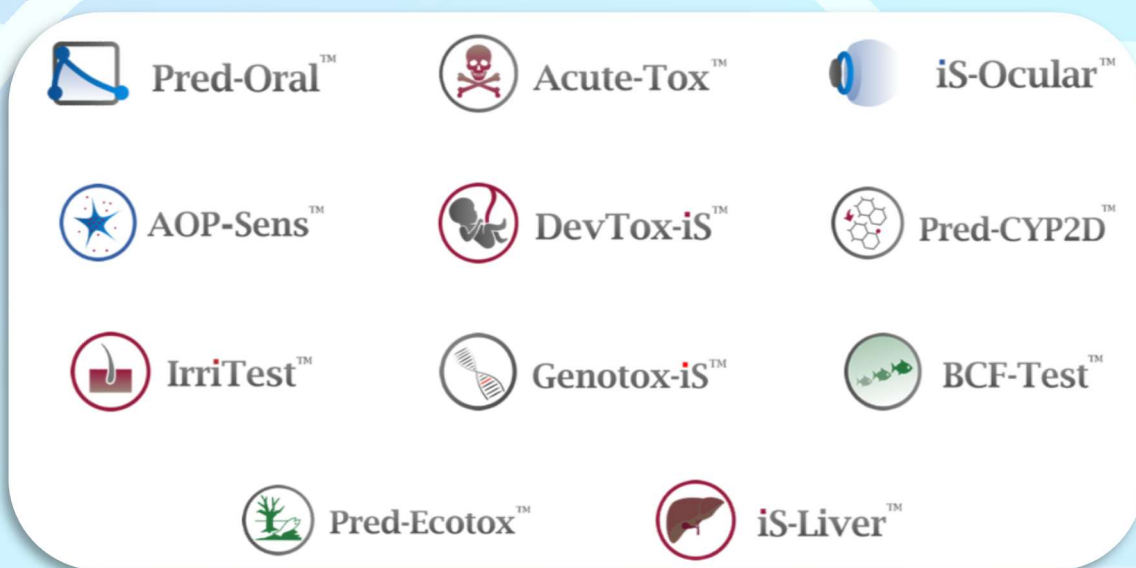 Pred-Oral™
Acute-Tox™
iS-Ocular™
AOP-Sens™
DevTox-iS™
Pred-CYP2D™
IrriTest™
Genotox-iS™
BCF-Test™
Pred-Ecotox™
iS-Liver™